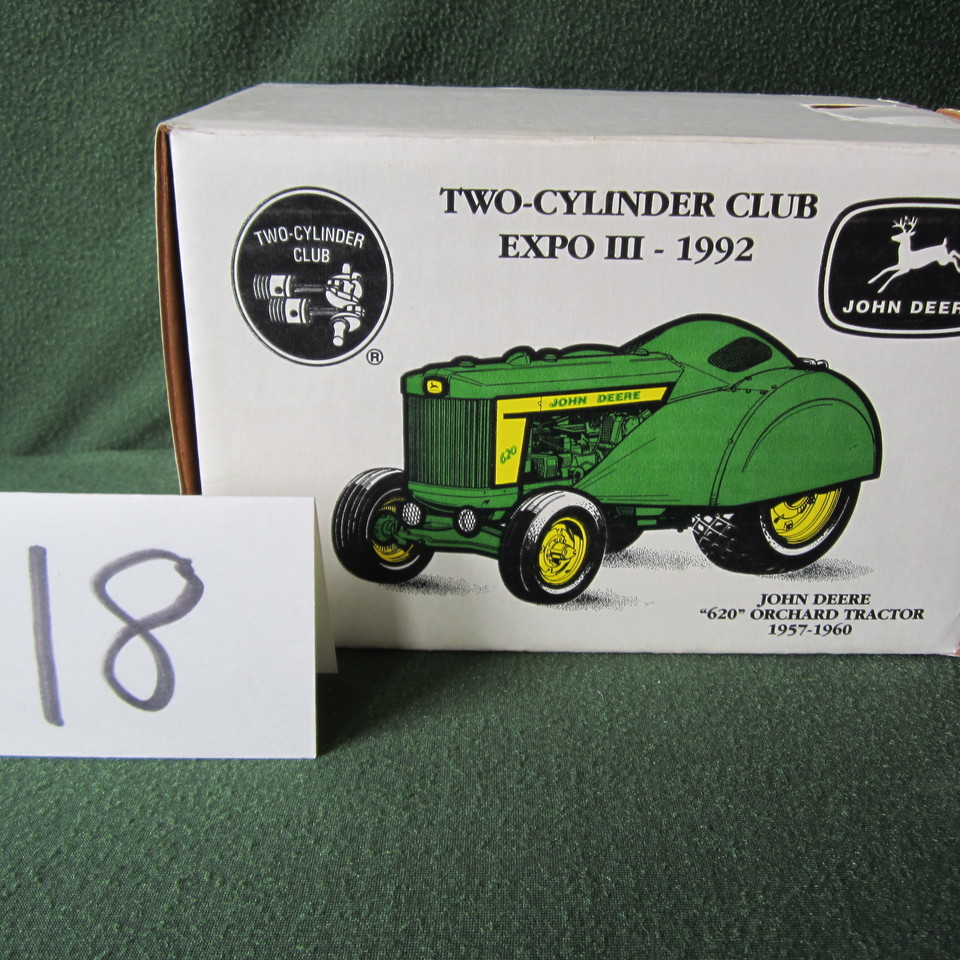 TWO-CYLINDER CLUB
EXPO III - 1992
TWO-CYLINDER
CLUB
®
JOHN DEER
JOHN DEERE
620
JOHN DEERE
"620" ORCHARD TRACTOR
1957-1960
18